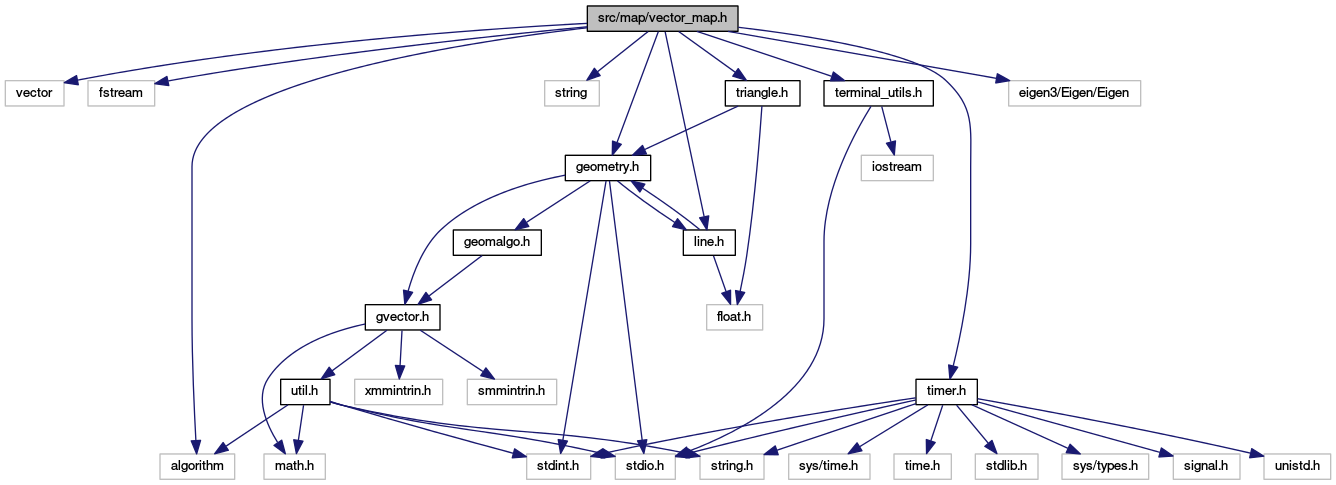 src/map/vector_map.h
vector
fstream
string
triangle.h
terminal_utils.h
eigen3/Eigen/Eigen
geometry.h
iostream
geomalgo.h
line.h
gvector.h
float.h
util.h
xmmintrin.h
smmintrin.h
timer.h
algorithm
math.h
stdint.h
stdio.h
string.h
sys/time.h
time.h
stdlib.h
sys/types.h
signal.h
unistd.h